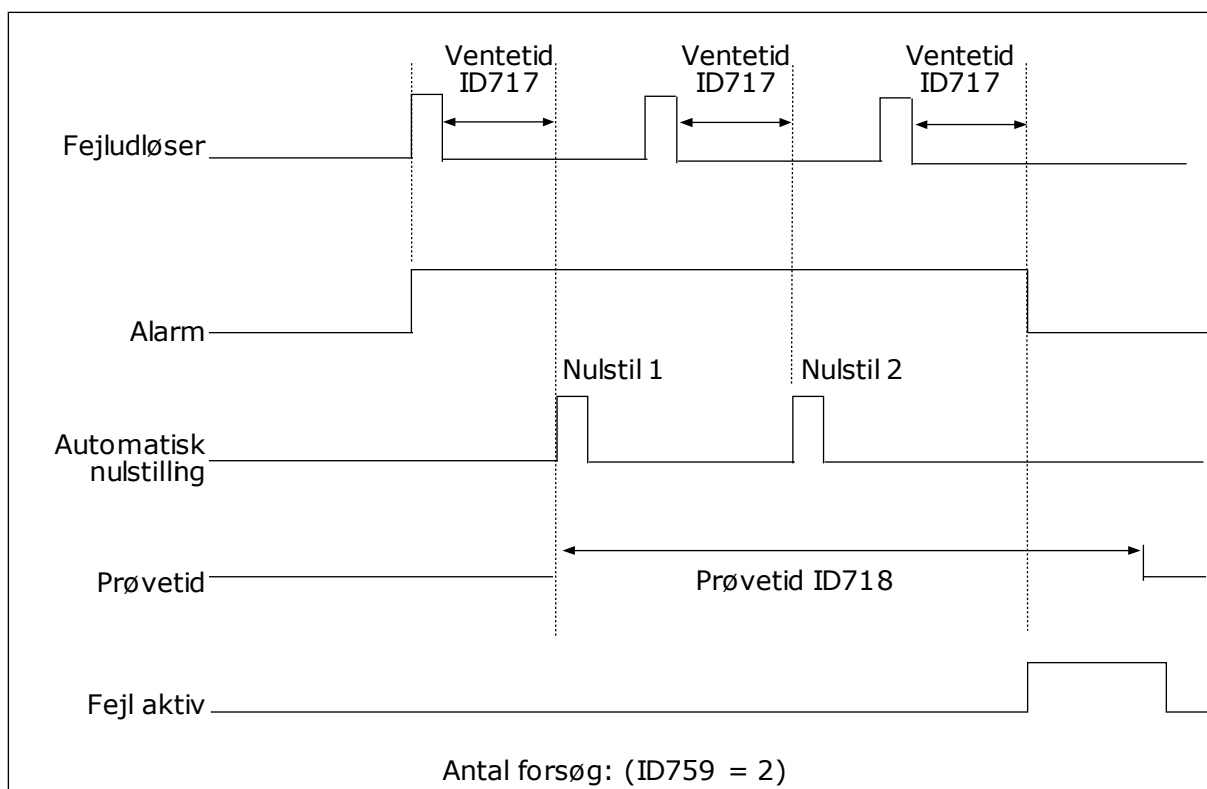 Ventetid
ID717
Ventetid
ID717
Ventetid
ID717
Fejludløser
Alarm
Nulstil 1
Nulstil 2
Automatisk
nulstilling
Prøvetid
Prøvetid ID718
Fejl aktiv
Antal forsøg: (ID759 = 2)